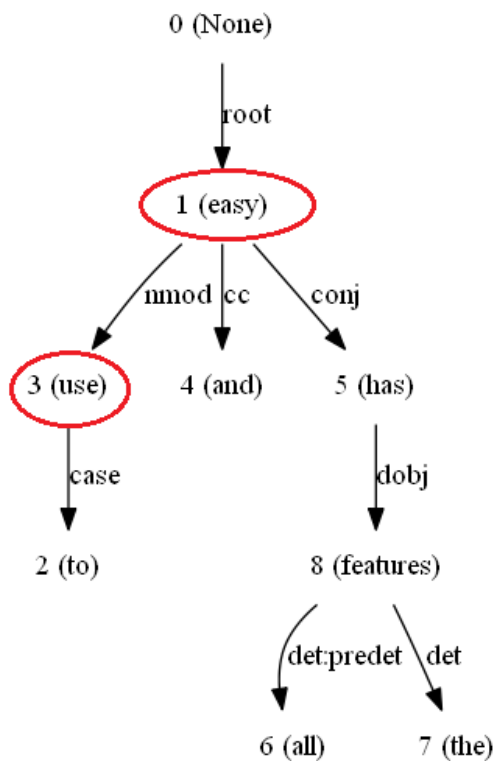 0 (None)
root
1 (easy)
nmod cc conj
3 (use) 4 (and) 5 (has)
case dobj
2 (to) 8 (features)
det:predet det
6 (all) 7 (the)